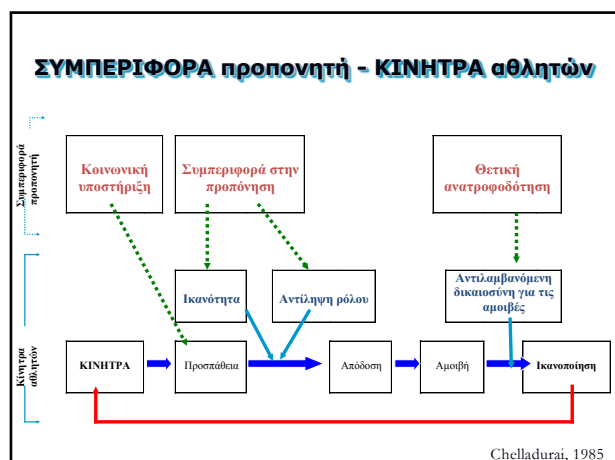 ΣΥΜΠΕΡΙΦΟΡΑ προπονητή - ΚΙΝΗΤΡΑ αθλητών
Συμπεριφορά
προπονητή
Κοινωνική
υποστήριξη
Συμπεριφορά στην
προπόνηση
Θετική
ανατροφοδότηση
Ικανότητα
Αντίληψη ρόλου
Αντιλαμβανόμενη
δικαιοσύνη για τις
αμοιβές
Κίνητρα
αθλητών
ΚΙΝΗΤΡΑ
Προσπάθεια
Απόδοση
Αμοιβή
Ικανοποίηση
Chelladurai, 1985